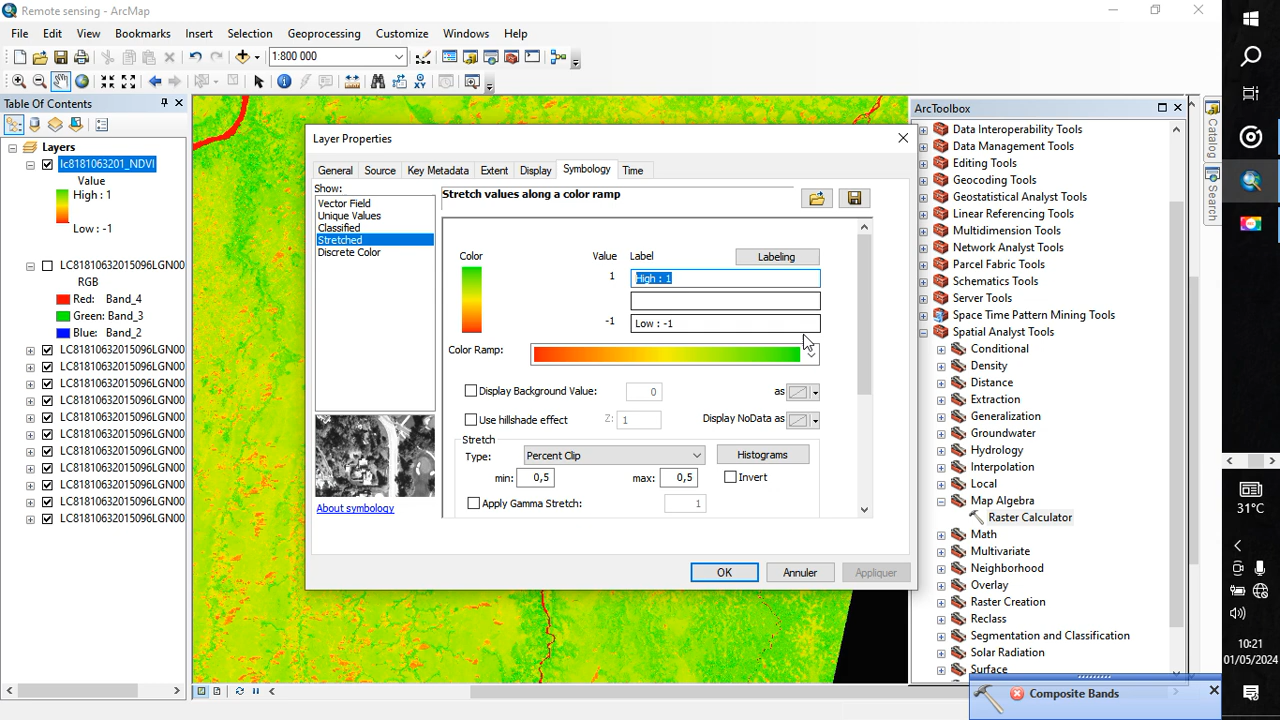 Remote sensing - ArcMap
File Edit View Bookmarks Insert Selection Geoprocessing Customize Windows Help
1:800 000
Table Of Contents
Layers
lc8181063201_NDVI
Value
High : 1
Low : -1
LC81810632015096LGN00
RGB
Red: Band_4
Green: Band_3
Blue: Band_2
LC81810632015096LGN00
LC81810632015096LGN00
LC81810632015096LGN00
LC81810632015096LGN00
LC81810632015096LGN00
LC81810632015096LGN00
LC81810632015096LGN00
LC81810632015096LGN00
LC81810632015096LGN00
LC81810632015096LGN00
LC81810632015096LGN00
Layer Properties
General Source Key Metadata Extent Display Symbology Time
Show:
Vector Field
Unique Values
Classified
Stretched
Discrete Color
About symbology
Stretch values along a color ramp
Color Value Label Labeling
1 High : 1
-1 Low : -1
Color Ramp:
Display Background Value: 0 as
Use hillshade effect Z: 1 Display NoData as
Stretch
Type: Percent Clip Histograms
min: 0,5 max: 0,5 Invert
Apply Gamma Stretch: 1
OK Annuler Appliquer
ArcToolbox
Data Interoperability Tools
Data Management Tools
Editing Tools
Geocoding Tools
Geostatistical Analyst Tools
Linear Referencing Tools
Multidimension Tools
Network Analyst Tools
Parcel Fabric Tools
Schematics Tools
Server Tools
Space Time Pattern Mining Tools
Spatial Analyst Tools
Conditional
Density
Distance
Extraction
Generalization
Groundwater
Hydrology
Interpolation
Local
Map Algebra
Raster Calculator
Math
Multivariate
Neighborhood
Overlay
Raster Creation
Reclass
Segmentation and Classification
Solar Radiation
Surface
Composite Bands
Catalog
Search
31°C
10:21
01/05/2024